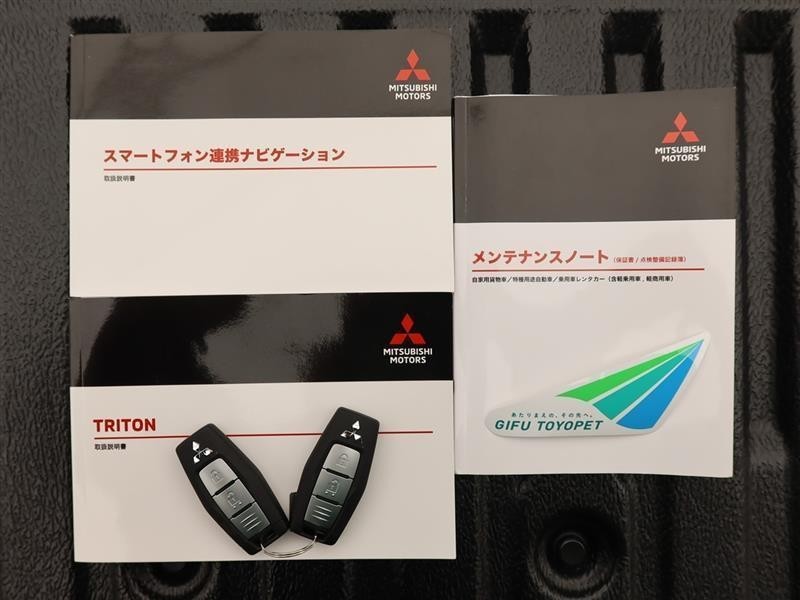 MITSUBISHI
MOTORS
スマートフォン連携ナビゲーション
取扱説明書
MITSUBISHI
MOTORS
メンテナンスノート（保証書 / 点検整備記録簿）
自家用貨物車／特種用途自動車／乗用車レンタカー（含軽乗用車、軽商用車）
MITSUBISHI
MOTORS
TRITON
取扱説明書
あたりまえの、その先へ。
GIFU TOYOPET